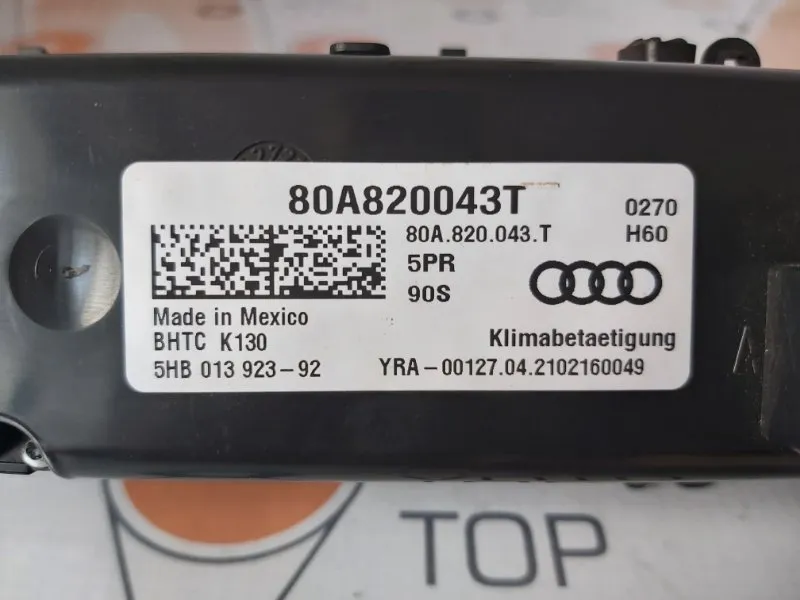 80A820043T
0270
80A.820.043.T
H60
5PR
90S
Made in Mexico
BHTC K130
Klimabetaetigung
5HB 013 923-92
YRA-00127.04.2102160049
A
TOP